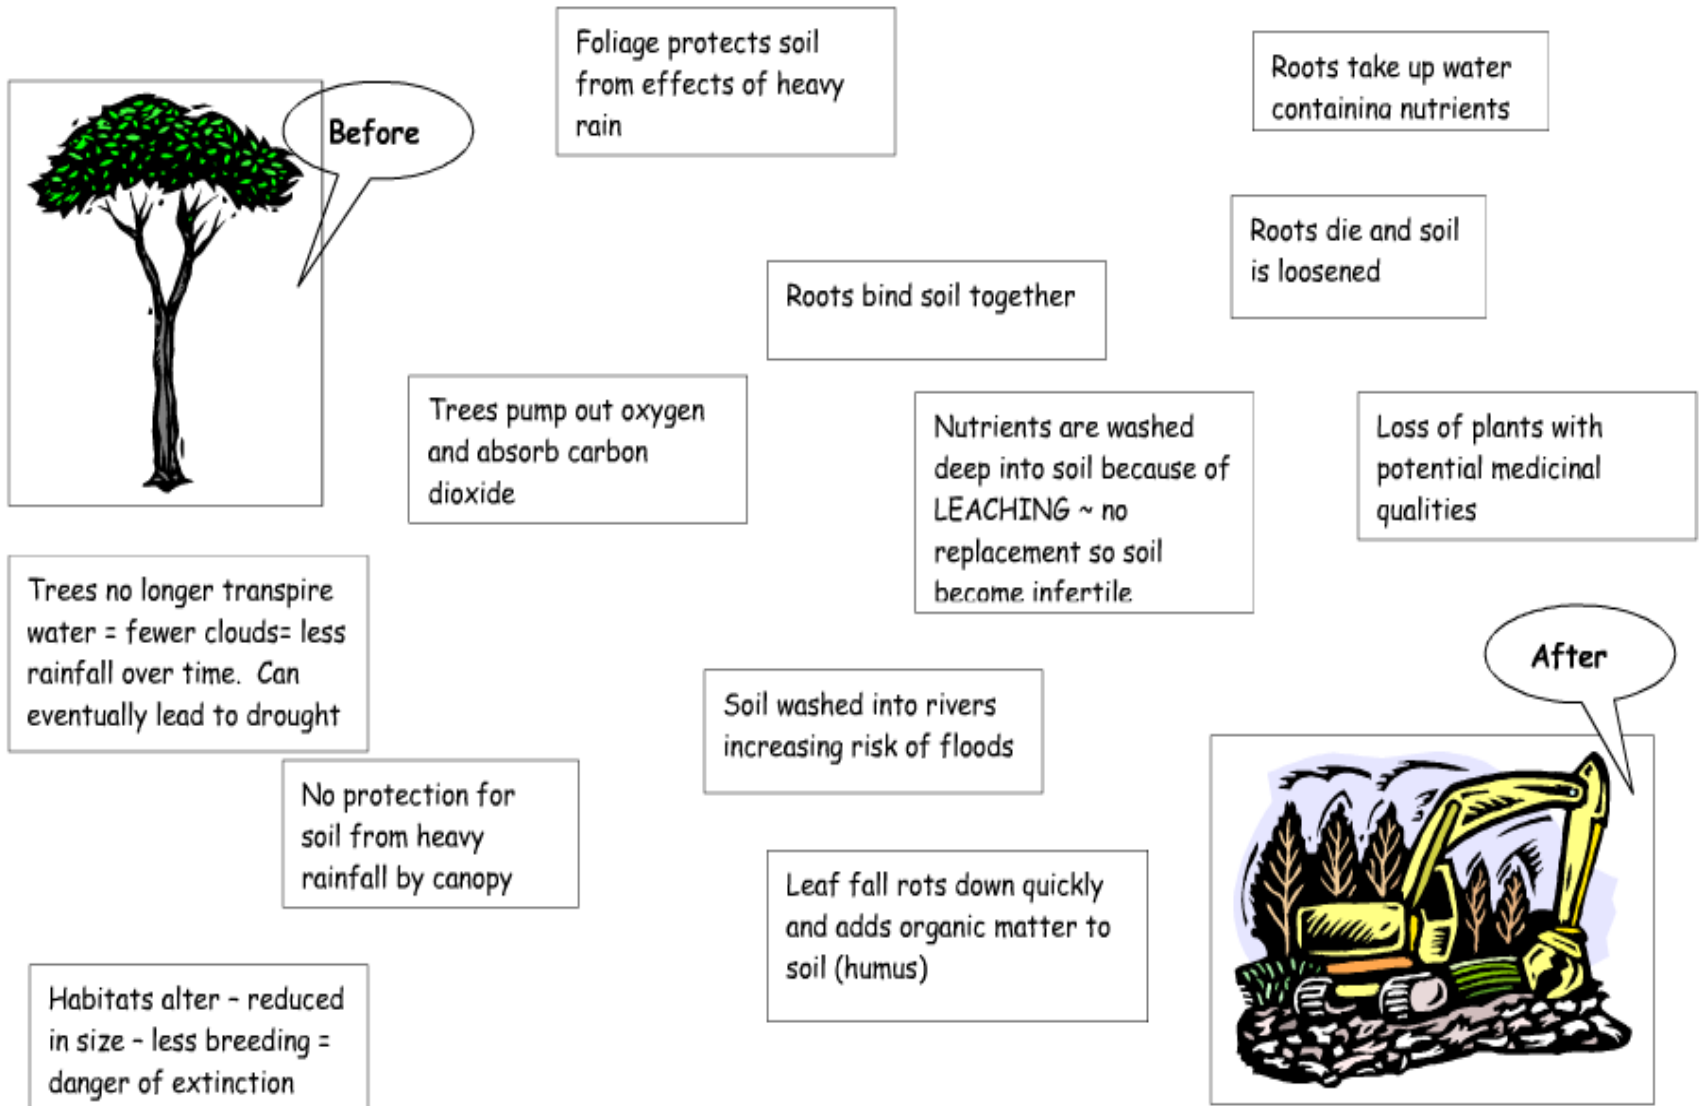 Foliage protects soil
from effects of heavy
rain
Roots take up water
containing nutrients
Before
Roots die and soil
is loosened
Roots bind soil together
Trees pump out oxygen
and absorb carbon
dioxide
Nutrients are washed
deep into soil because of
LEACHING ~ no
replacement so soil
become infertile
Loss of plants with
potential medicinal
qualities
Trees no longer transpire
water = fewer clouds= less
rainfall over time.  Can
eventually lead to drought
After
Soil washed into rivers
increasing risk of floods
No protection for
soil from heavy
rainfall by canopy
Leaf fall rots down quickly
and adds organic matter to
soil (humus)
Habitats alter – reduced
in size – less breeding =
danger of extinction